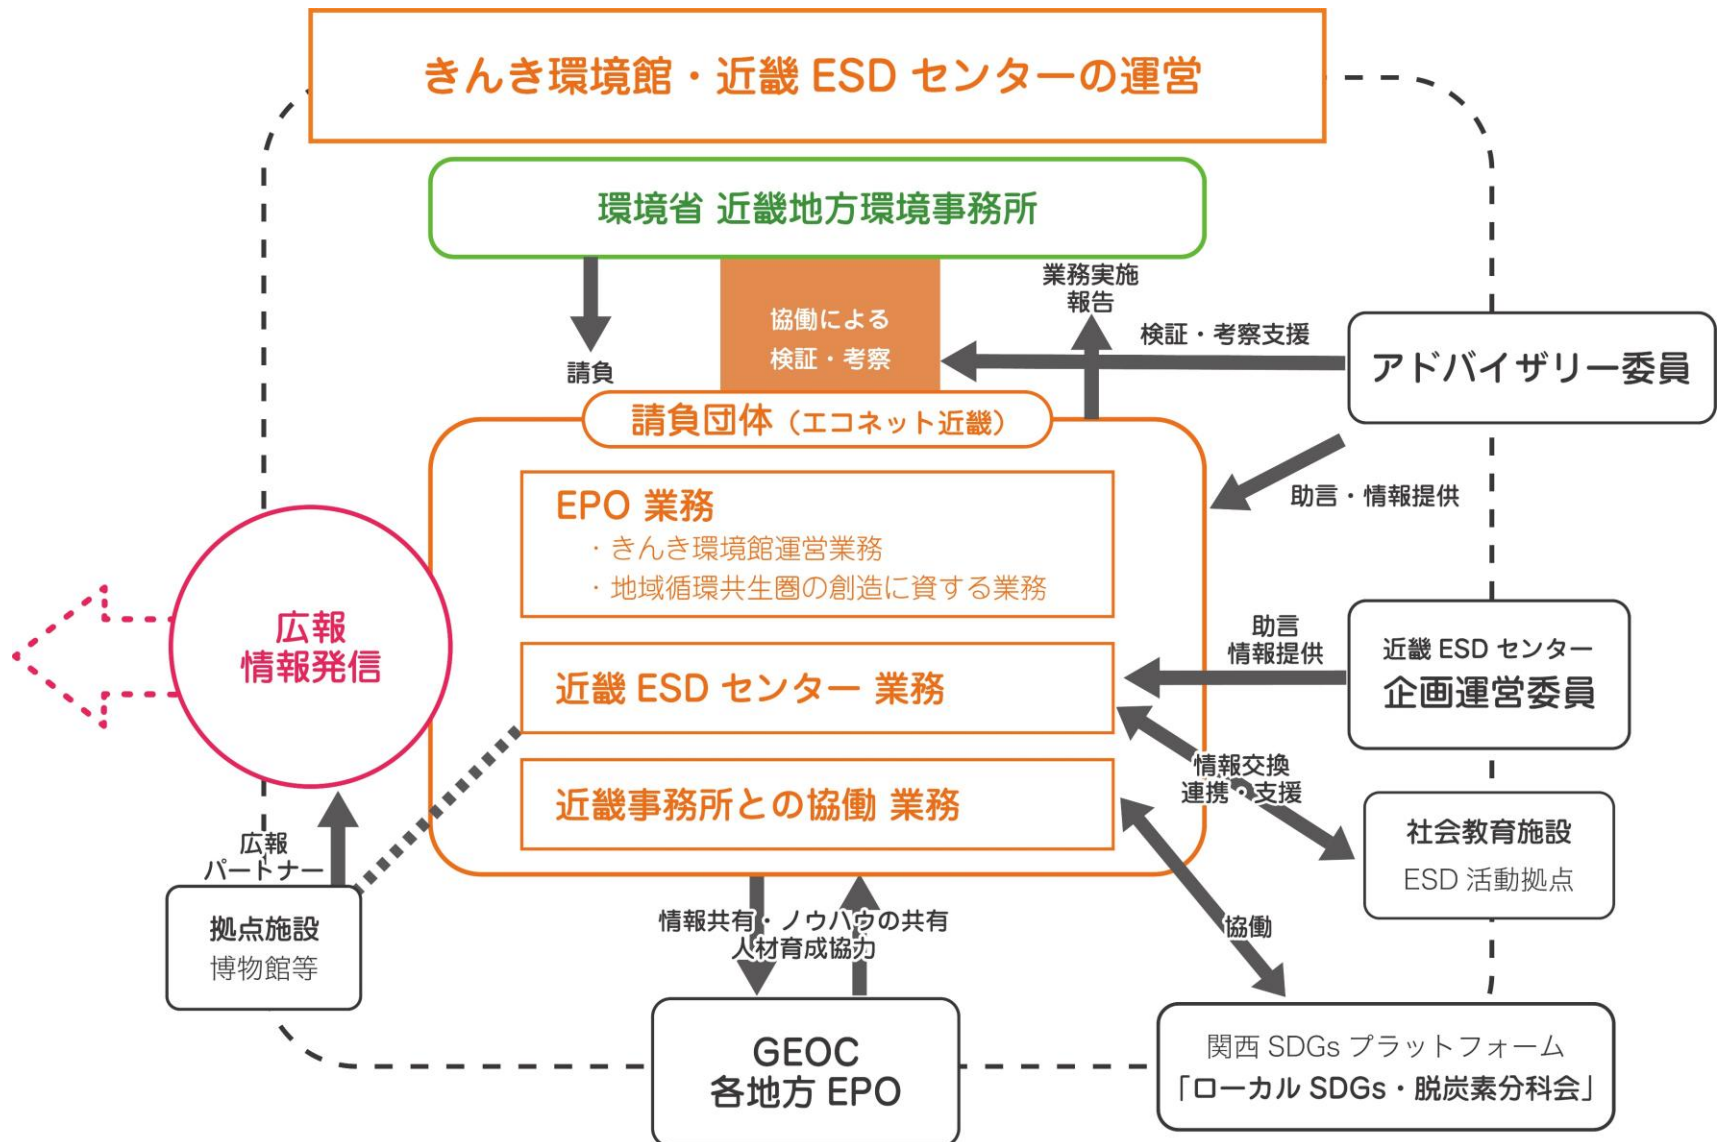 きんき環境館・近畿 ESD センターの運営
環境省 近畿地方環境事務所
請負
協働による
検証・考察
業務実施
報告
検証・考察支援
アドバイザリー委員
助言・情報提供
請負団体（エコネット近畿）
EPO 業務
・きんき環境館運営業務
・地域循環共生圏の創造に資する業務
広報
情報発信
近畿 ESD センター 業務
助言
情報提供
近畿 ESD センター
企画運営委員
近畿事務所との協働 業務
情報交換
連携・支援
社会教育施設
ESD 活動拠点
広報
パートナー
拠点施設
博物館等
情報共有・ノウハウの共有
人材育成協力
協働
GEOC
各地方 EPO
関西 SDGs プラットフォーム
「ローカル SDGs・脱炭素分科会」